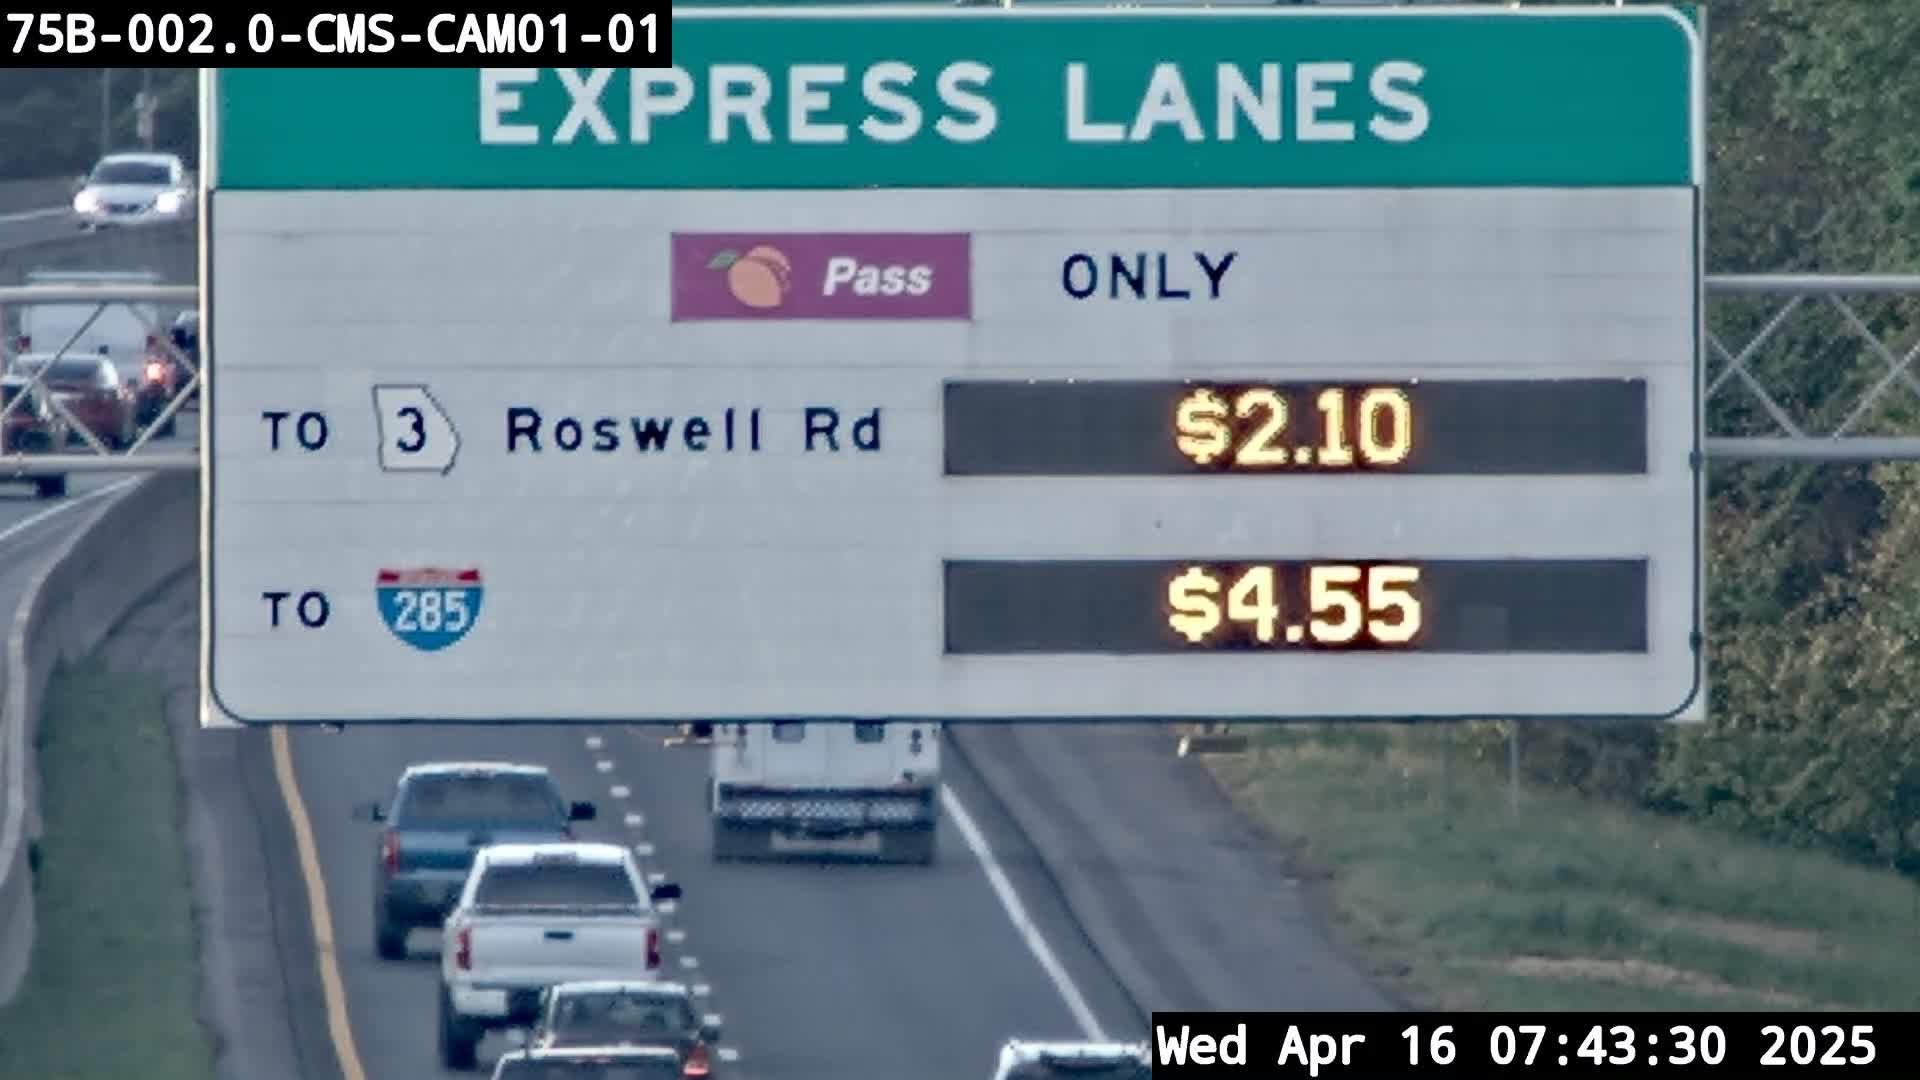 75B-002.0-CMS-CAM01-01
EXPRESS LANES
Pass ONLY
TO 3 Roswell Rd $2.10
TO 285 $4.55
Wed Apr 16 07:43:30 2025